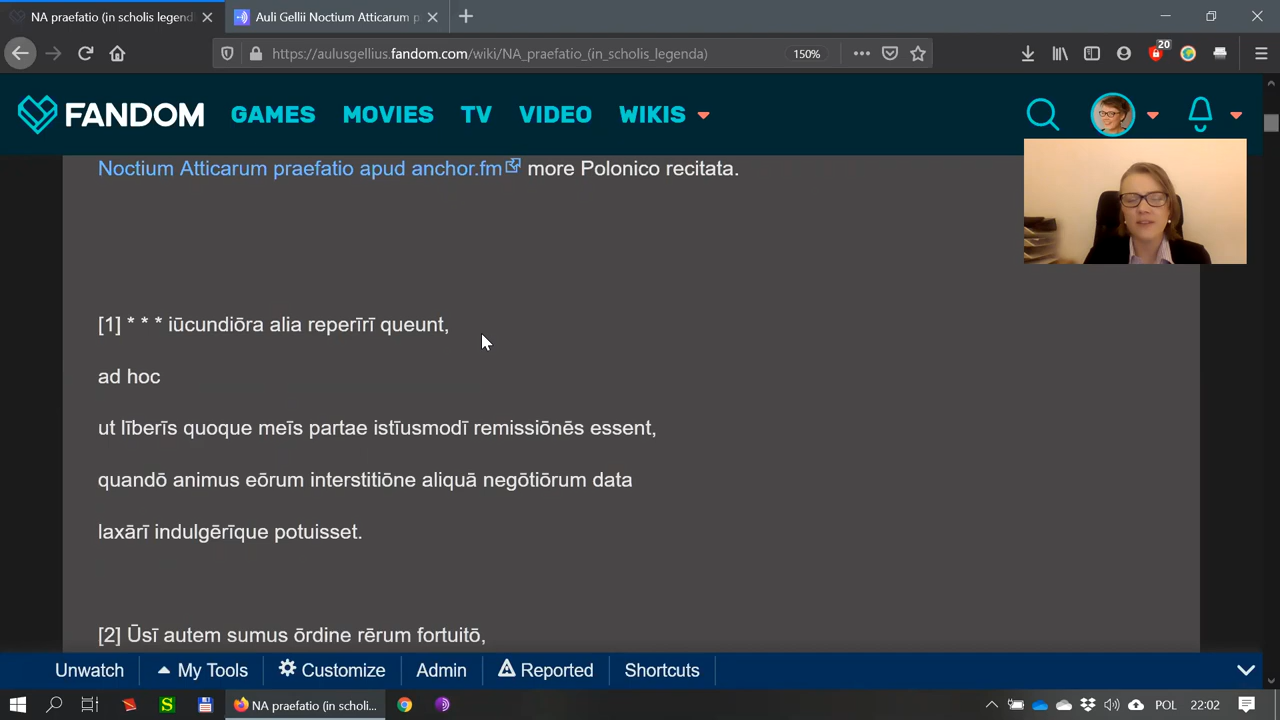 NA praefatio (in scholis legend
Auli Gellii Noctium Atticarum p
https://aulusgellius.fandom.com/wiki/NA_praefatio_(in_scholis_legenda)
150%
20
FANDOM
GAMES MOVIES TV VIDEO WIKIS
Noctium Atticarum praefatio apud anchor.fm more Polonico recitata.
[1] * * * iūcundiōra alia reperīrī queunt,
ad hoc
ut līberīs quoque meīs partae istīusmodī remissiōnēs essent,
quandō animus eōrum interstitiōne aliquā negōtiōrum data
laxārī indulgērīque potuisset.
[2] Ūsī autem sumus ōrdine rērum fortuitō,
Unwatch My Tools Customize Admin Reported Shortcuts
NA praefatio (in scholi...
POL 22:02